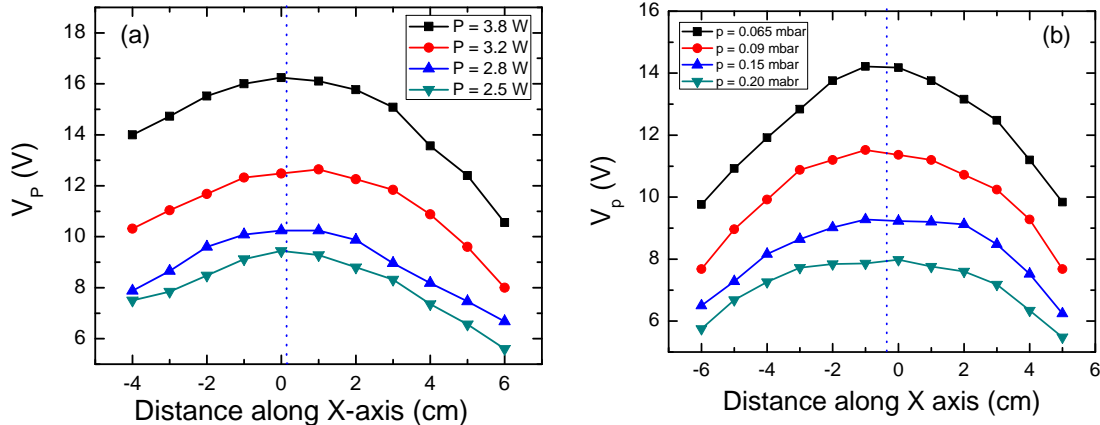 (a)
P = 3.8 W
P = 3.2 W
P = 2.8 W
P = 2.5 W
18
16
14
12
10
8
6
V_P (V)
-4 -2 0 2 4 6
Distance along X-axis (cm)
(b)
p = 0.065 mbar
p = 0.09 mbar
p = 0.15 mbar
p = 0.20 mabr
16
14
12
10
8
6
V_p (V)
-6 -4 -2 0 2 4 6
Distance along X axis (cm)